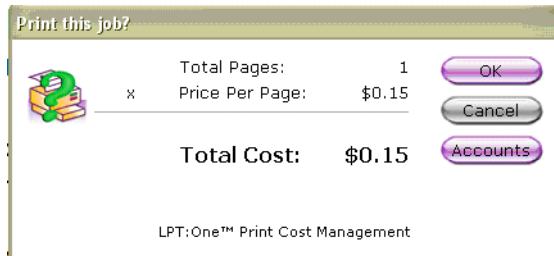 Print this job?
Total Pages: 1 OK
x Price Per Page: $0.15
Cancel
Total Cost: $0.15 Accounts
LPT:One™ Print Cost Management